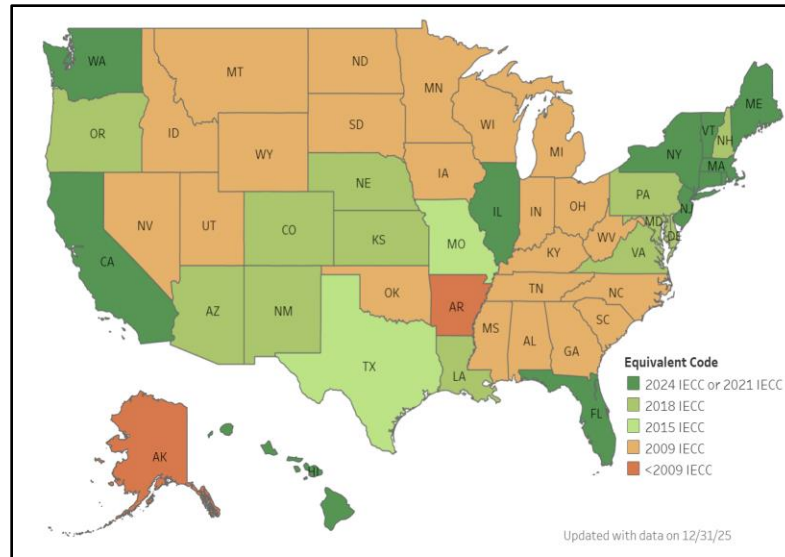 WA
MT
ND
MN
ME
VT
NH
OR
ID
SD
WI
NY
MA
WY
MI
IA
NE
PA
NJ
NV
UT
IL
IN
OH
MD
DE
CO
KS
MO
WV
VA
CA
KY
AZ
NM
OK
AR
TN
NC
SC
MS
AL
GA
TX
LA
FL
AK
HI
Equivalent Code
2024 IECC or 2021 IECC
2018 IECC
2015 IECC
2009 IECC
<2009 IECC
Updated with data on 12/31/25